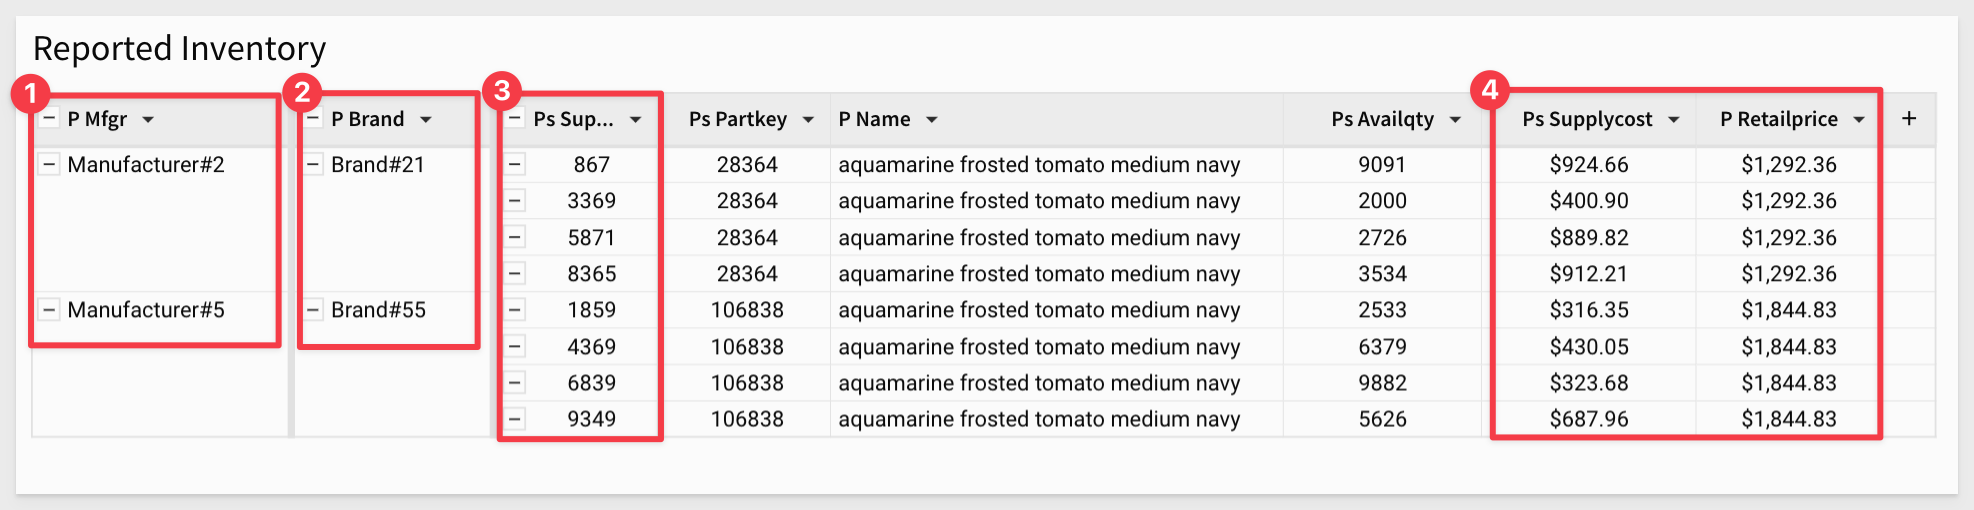 Reported Inventory
1 2 3 4
P Mfgr P Brand Ps Sup... Ps Partkey P Name Ps Availqty Ps Supplycost P Retailprice +
Manufacturer#2 Brand#21 867 28364 aquamarine frosted tomato medium navy 9091 $924.66 $1,292.36
3369 28364 aquamarine frosted tomato medium navy 2000 $400.90 $1,292.36
5871 28364 aquamarine frosted tomato medium navy 2726 $889.82 $1,292.36
8365 28364 aquamarine frosted tomato medium navy 3534 $912.21 $1,292.36
Manufacturer#5 Brand#55 1859 106838 aquamarine frosted tomato medium navy 2533 $316.35 $1,844.83
4369 106838 aquamarine frosted tomato medium navy 6379 $430.05 $1,844.83
6839 106838 aquamarine frosted tomato medium navy 9882 $323.68 $1,844.83
9349 106838 aquamarine frosted tomato medium navy 5626 $687.96 $1,844.83